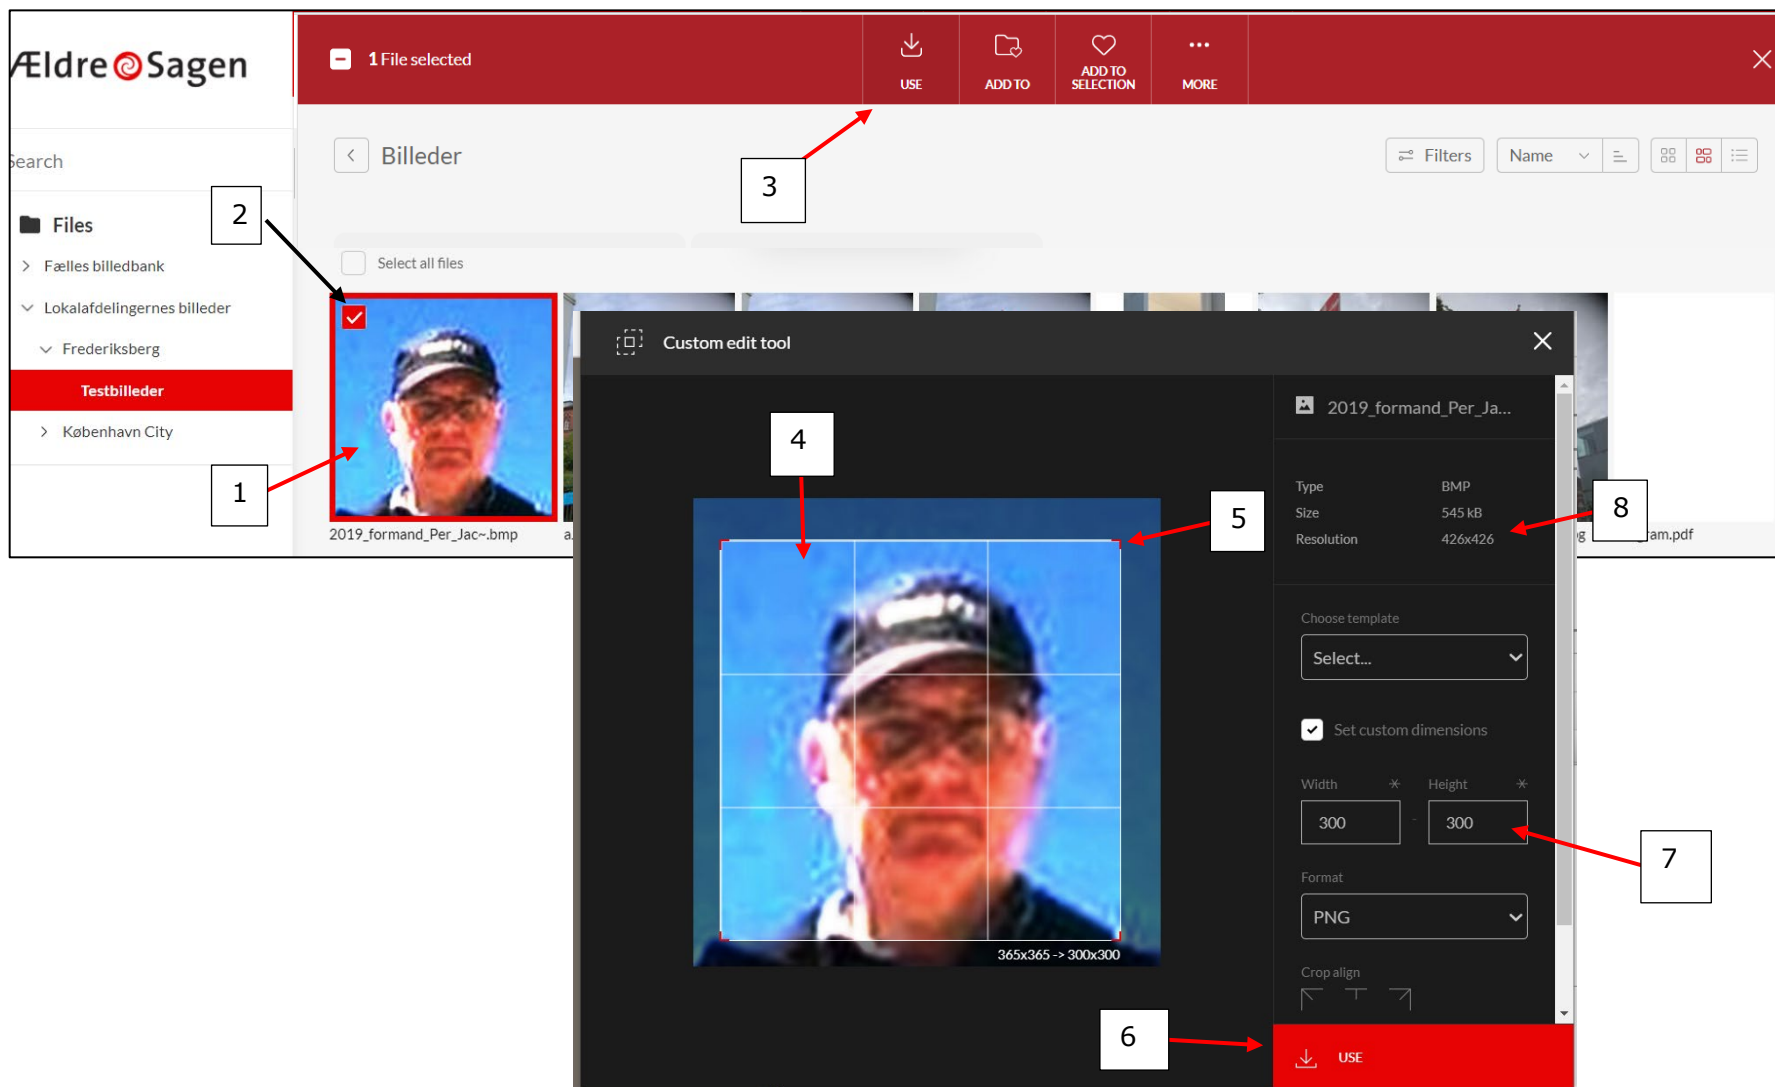 Ældre Sagen
1 File selected
USE
ADD TO
ADD TO
SELECTION
MORE
Search
Billeder
Filters
Name
3
2
Files
Select all files
Fælles billedbank
Lokalafdelingernes billeder
Frederiksberg
Testbilleder
København City
1
2019_formand_Per_Jac~.bmp
a.
ram.pdf
Custom edit tool
2019_formand_Per_Ja...
4
5
8
Type BMP
Size 545 kB
Resolution 426x426
Choose template
Select...
Set custom dimensions
Width * Height *
300 - 300
7
Format
PNG
365x365 -> 300x300
Crop align
6
USE